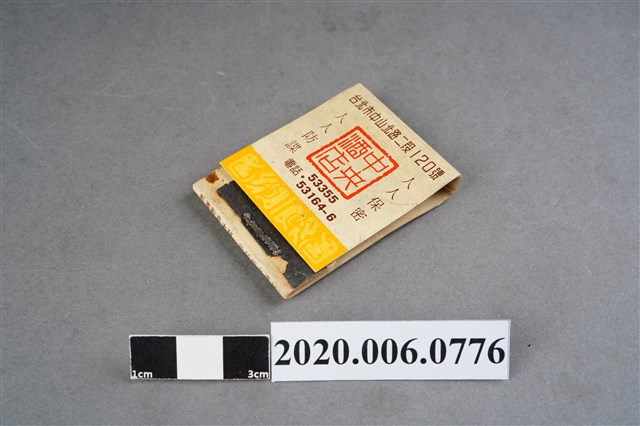 台北市中山北路二段120號
人人保密
中央酒店
人人防諜
電話·53355
53164-6
1cm
3cm
2020.006.0776